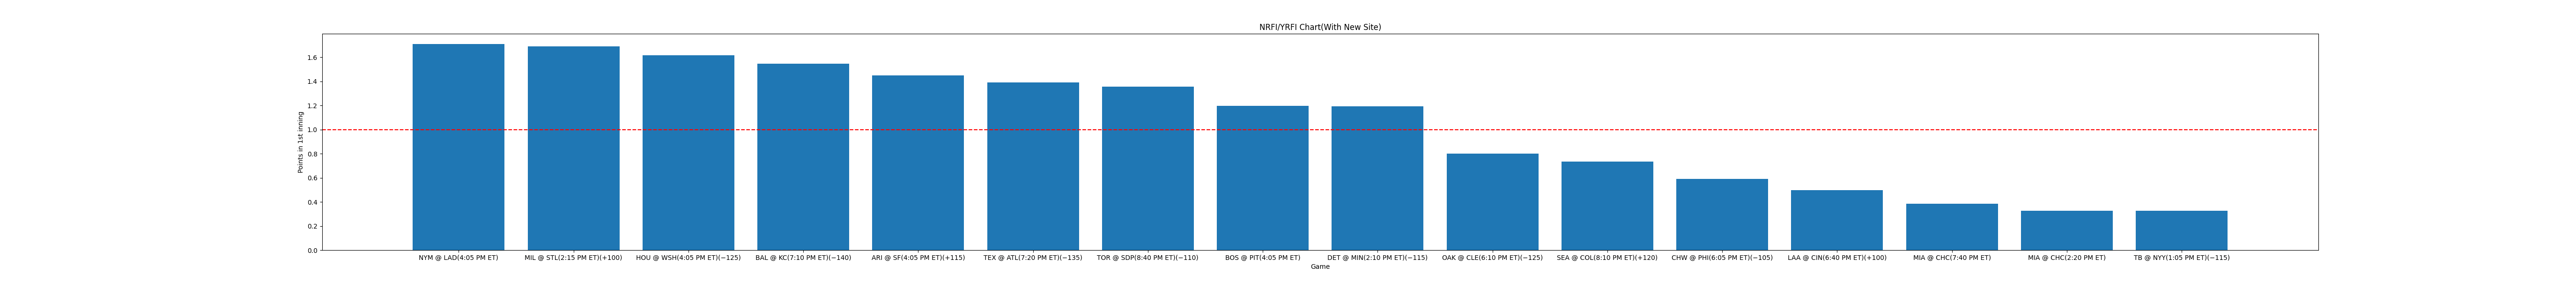 NRFI/YRFI Chart(With New Site)
Points in 1st inning
1.6
1.4
1.2
1.0
0.8
0.6
0.4
0.2
0.0
NYM @ LAD(4:05 PM ET)
MIL @ STL(2:15 PM ET)(+100)
HOU @ WSH(4:05 PM ET)(−125)
BAL @ KC(7:10 PM ET)(−140)
ARI @ SF(4:05 PM ET)(+115)
TEX @ ATL(7:20 PM ET)(−135)
TOR @ SDP(8:40 PM ET)(−110)
BOS @ PIT(4:05 PM ET)
DET @ MIN(2:10 PM ET)(−115)
OAK @ CLE(6:10 PM ET)(−125)
SEA @ COL(8:10 PM ET)(+120)
CHW @ PHI(6:05 PM ET)(−105)
LAA @ CIN(6:40 PM ET)(+100)
MIA @ CHC(7:40 PM ET)
MIA @ CHC(2:20 PM ET)
TB @ NYY(1:05 PM ET)(−115)
Game